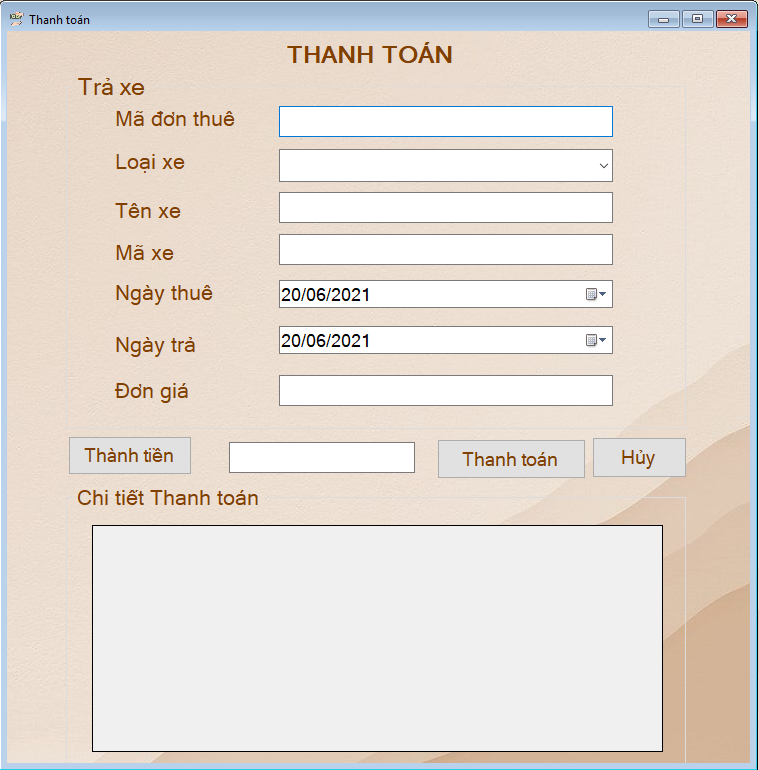 Thanh toán
THANH TOÁN
Trả xe
Mã đơn thuê
Loại xe
Tên xe
Mã xe
Ngày thuê
20/06/2021
Ngày trả
20/06/2021
Đơn giá
Thành tiền
Thanh toán
Hủy
Chi tiết Thanh toán